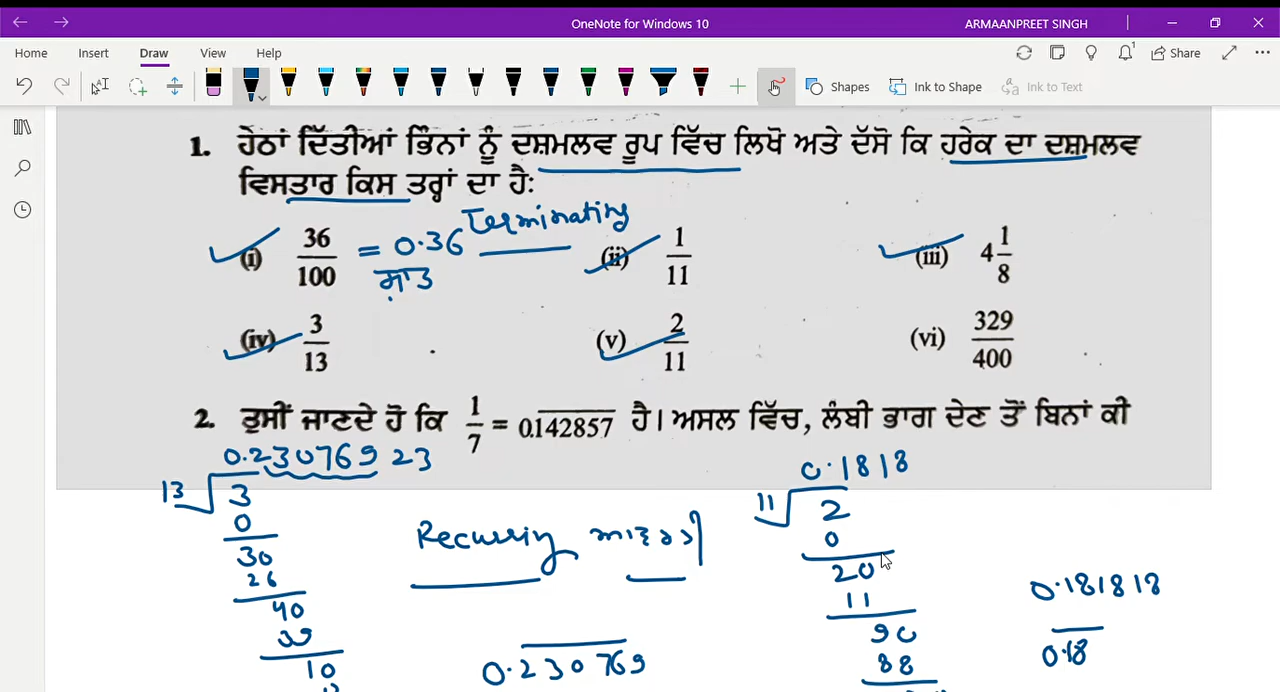 OneNote for Windows 10
ARMAANPREET SINGH
Home Insert Draw View Help
Share
Shapes Ink to Shape Ink to Text
1. ਹੇਠਾਂ ਦਿੱਤੀਆਂ ਭਿੰਨਾਂ ਨੂੰ ਦਸ਼ਮਲਵ ਰੂਪ ਵਿੱਚ ਲਿਖੋ ਅਤੇ ਦੱਸੋ ਕਿ ਹਰੇਕ ਦਾ ਦਸ਼ਮਲਵ
ਵਿਸਤਾਰ ਕਿਸ ਤਰ੍ਹਾਂ ਦਾ ਹੈ:
(i) 36/100 = 0.36 Terminating
(ii) 1/11
(iii) 4 1/8
(iv) 3/13
(v) 2/11
(vi) 329/400
2. ਤੁਸੀਂ ਜਾਣਦੇ ਹੋ ਕਿ 1/7 = 0.142857 ਹੈ। ਅਸਲ ਵਿੱਚ, ਲੰਬੀ ਭਾਗ ਦੇਣ ਤੋਂ ਬਿਨਾਂ ਕੀ
0.23076923
13 3
0
30
26
40
39
10
Recurring
0.230769
0.1818
11 2
0
20
11
90
88
0.181818
0.18